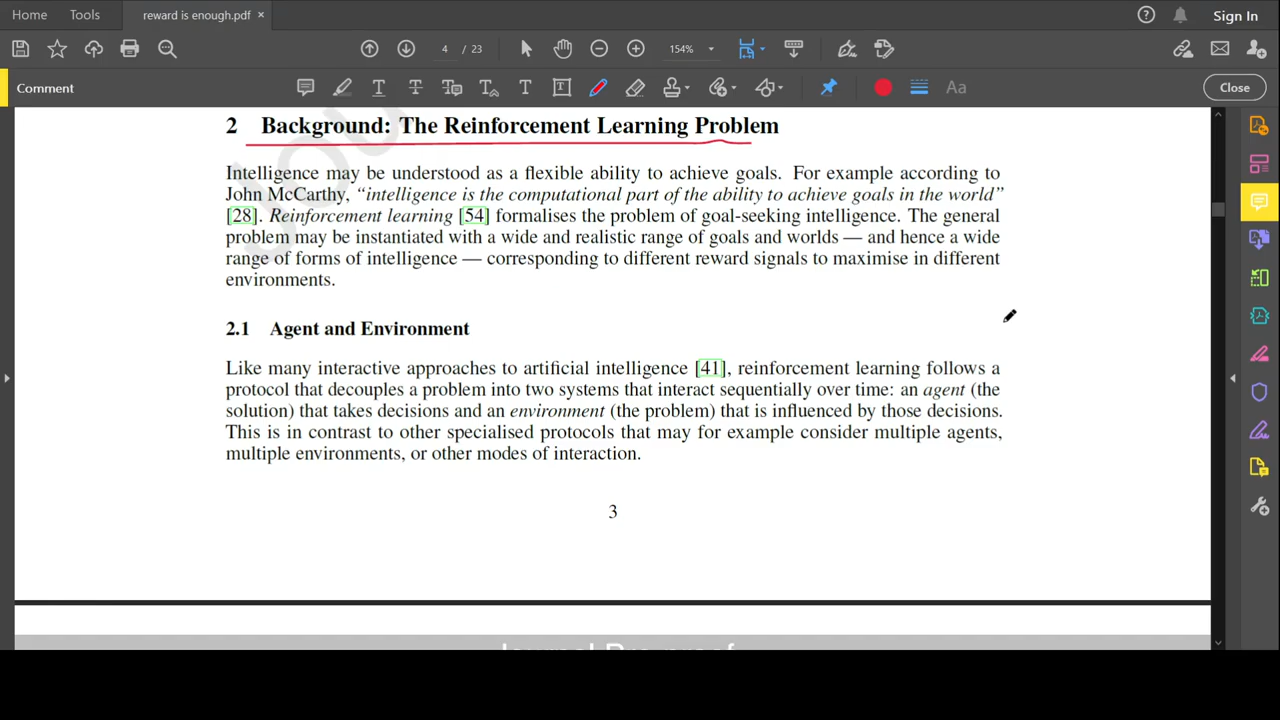 Home Tools reward is enough.pdf × ? Sign In
4 / 23 154%
Comment Close
2 Background: The Reinforcement Learning Problem
Intelligence may be understood as a flexible ability to achieve goals. For example according to
John McCarthy, “intelligence is the computational part of the ability to achieve goals in the world”
[28]. Reinforcement learning [54] formalises the problem of goal-seeking intelligence. The general
problem may be instantiated with a wide and realistic range of goals and worlds — and hence a wide
range of forms of intelligence — corresponding to different reward signals to maximise in different
environments.
2.1 Agent and Environment
Like many interactive approaches to artificial intelligence [41], reinforcement learning follows a
protocol that decouples a problem into two systems that interact sequentially over time: an agent (the
solution) that takes decisions and an environment (the problem) that is influenced by those decisions.
This is in contrast to other specialised protocols that may for example consider multiple agents,
multiple environments, or other modes of interaction.
3